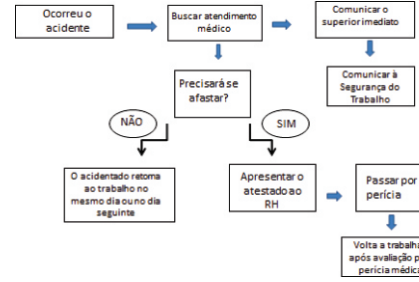 Ocorreu o
acidente
Buscar atendimento
médico
Comunicar o
superior imediato
Comunicar à
Segurança do
Trabalho
Precisará se
afastar?
NÃO
SIM
O acidentado retorna
ao trabalho no
mesmo dia ou no dia
seguinte
Apresentar o
atestado ao
RH
Passar por
perícia
Volta a trabalha
após avaliação p
perícia médica